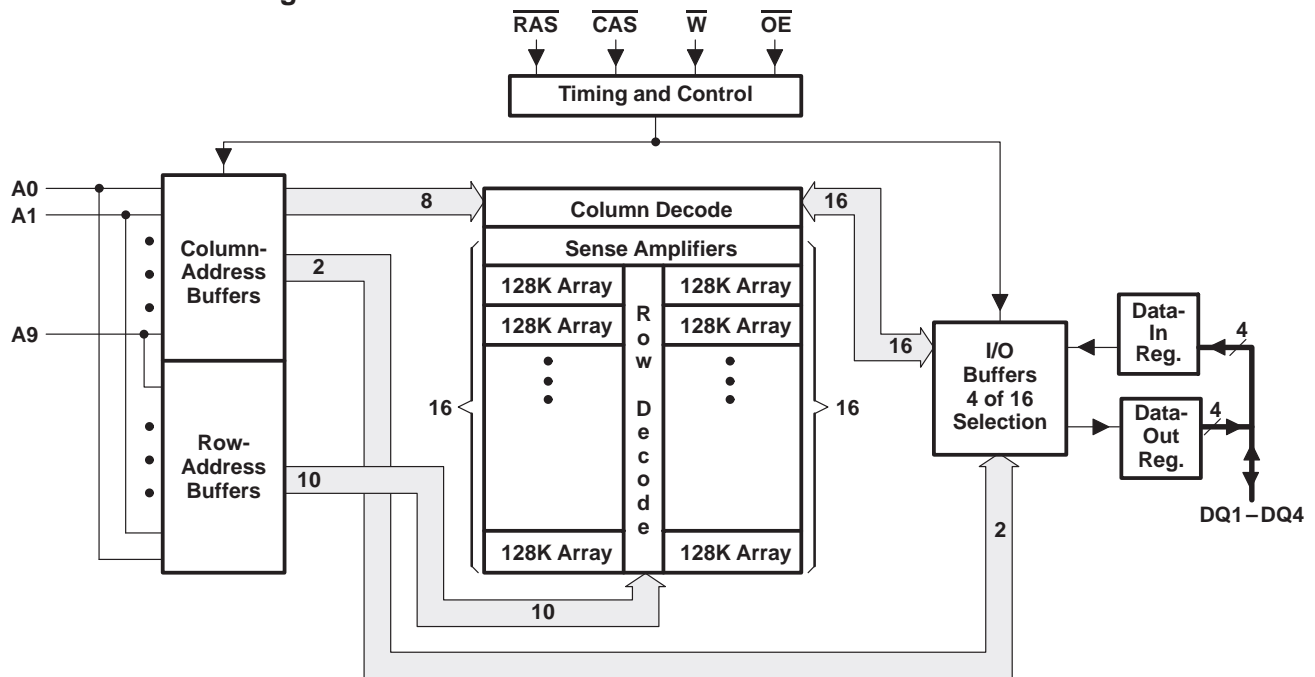 RAS CAS W OE
Timing and Control
A0
A1
A9
Column-
Address
Buffers
Row-
Address
Buffers
8
2
10
10
Column Decode
Sense Amplifiers
128K Array 128K Array
128K Array 128K Array
128K Array 128K Array
Row Decode
16
16
16
16
I/O
Buffers
4 of 16
Selection
2
Data-
In
Reg.
4
Data-
Out
Reg.
4
DQ1–DQ4